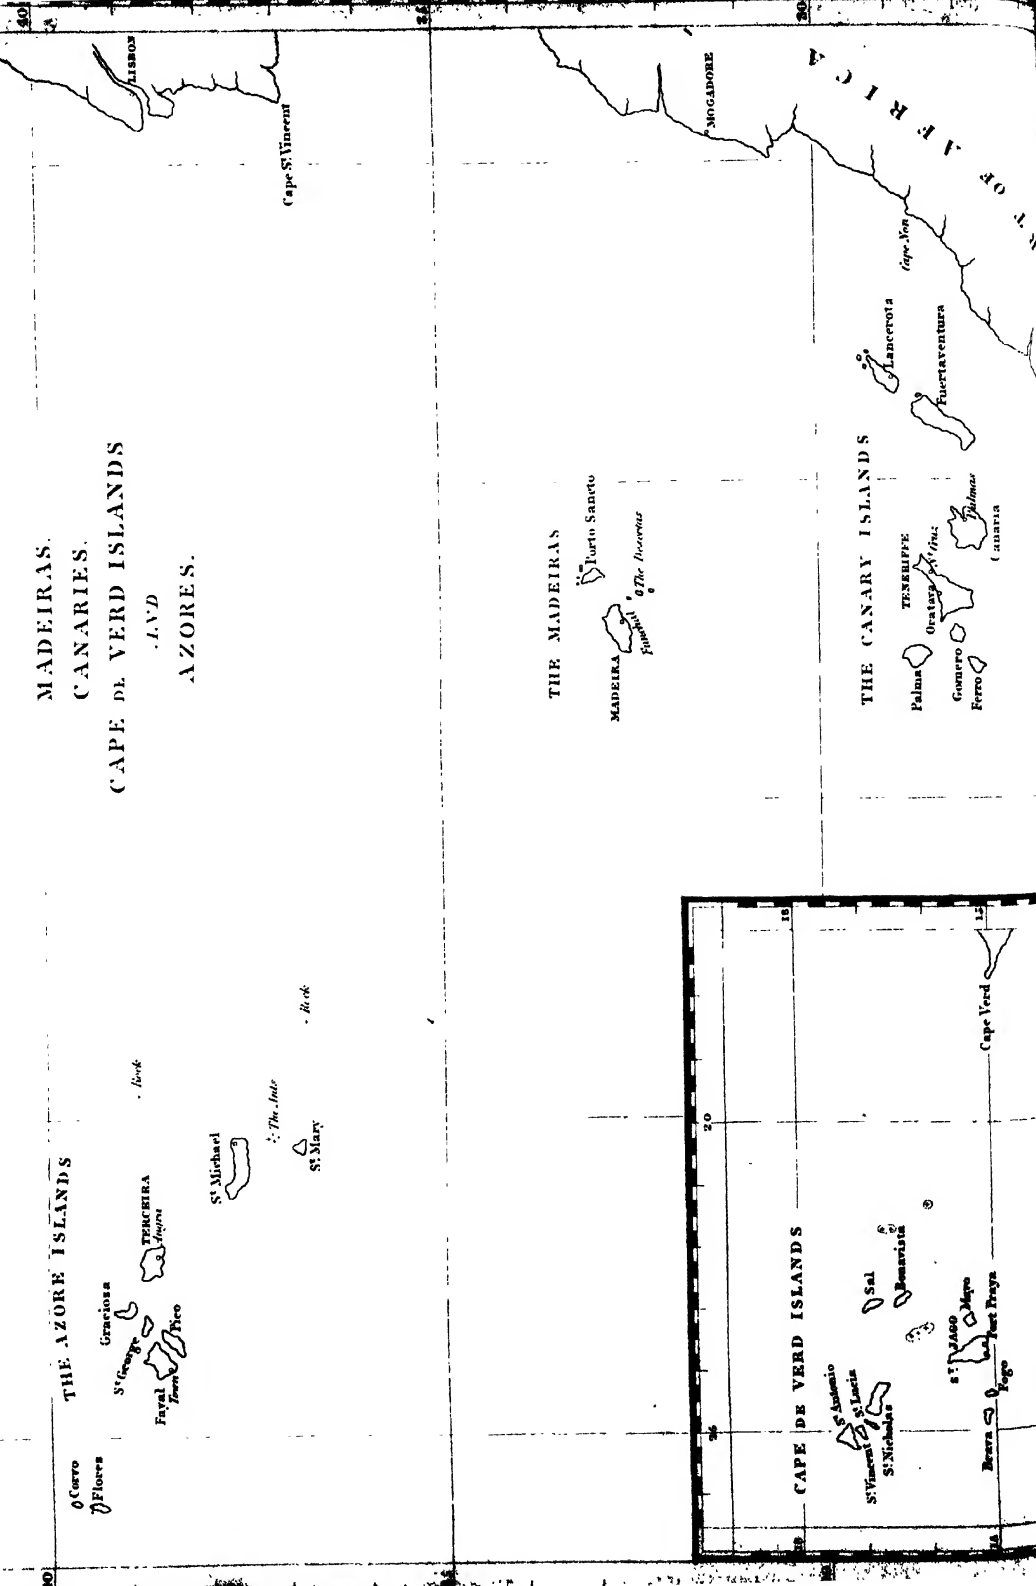 MADEIRAS.
CANARIES.
CAPE DE VERD ISLANDS
AND
AZORES.
THE AZORE ISLANDS
Corvo
Flores
Graciosa
St George
Fayal
Town
Pico
TERCEIRA
Angra
St Michael
The Ants
St Mary
Rock
Rock
LISBON
Cape St Vincent
THE MADEIRAS
Porto Sancto
MADEIRA
Funchal
The Desertas
MOGADORE
AFRICA
Cape Non
THE CANARY ISLANDS
Lancerota
Fuertaventura
Palmas
Canaria
TENERIFFE
Oratava
Palma
Gomero
Ferro
CAPE DE VERD ISLANDS
St Antonio
St Lucia
St Vincent
St Nicholas
Sal
Bonavista
Mayo
St JAGO
Port Praya
Fogo
Brava
Cape Verd
40
30
18
15
20